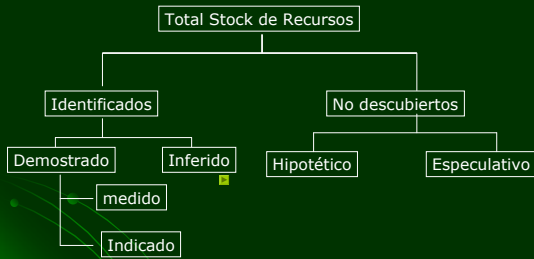 Total Stock de Recursos
Identificados
No descubiertos
Demostrado
Inferido
Hipotético
Especulativo
medido
Indicado